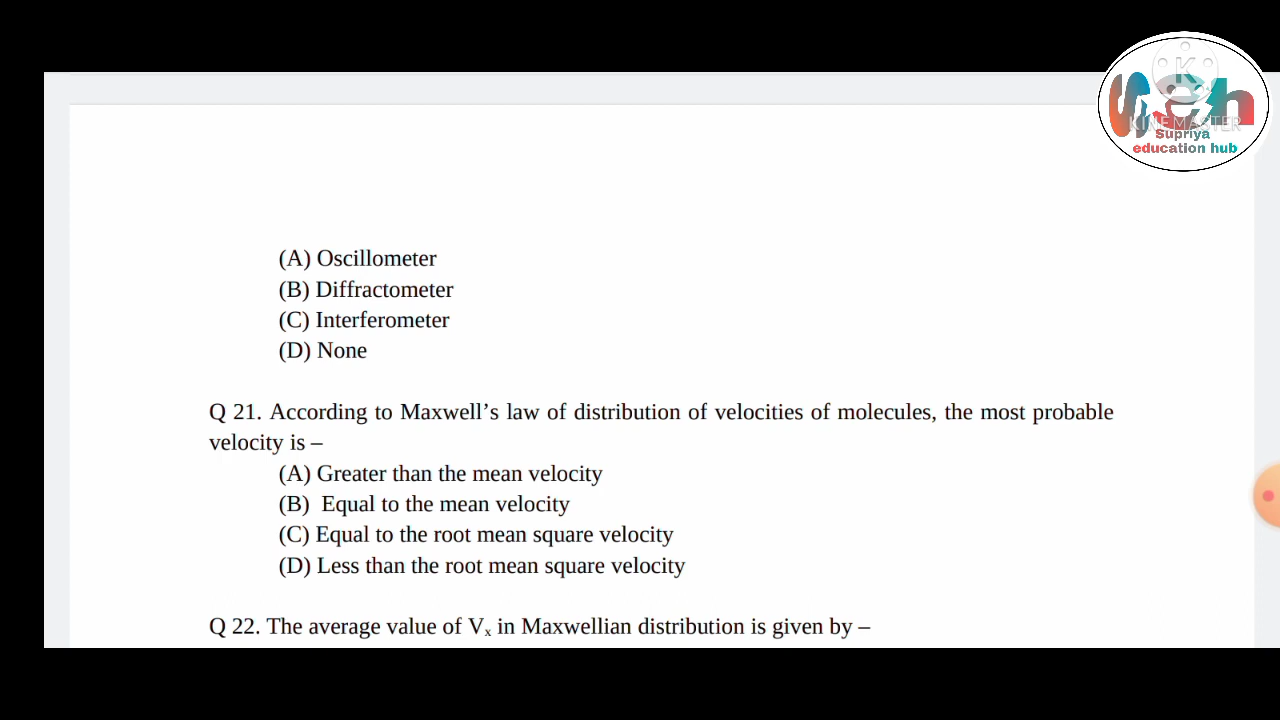 K
Seh
KINEMASTER
Supriya
education hub
(A) Oscillometer
(B) Diffractometer
(C) Interferometer
(D) None
Q 21. According to Maxwell’s law of distribution of velocities of molecules, the most probable
velocity is –
(A) Greater than the mean velocity
(B) Equal to the mean velocity
(C) Equal to the root mean square velocity
(D) Less than the root mean square velocity
Q 22. The average value of Vₓ in Maxwellian distribution is given by –